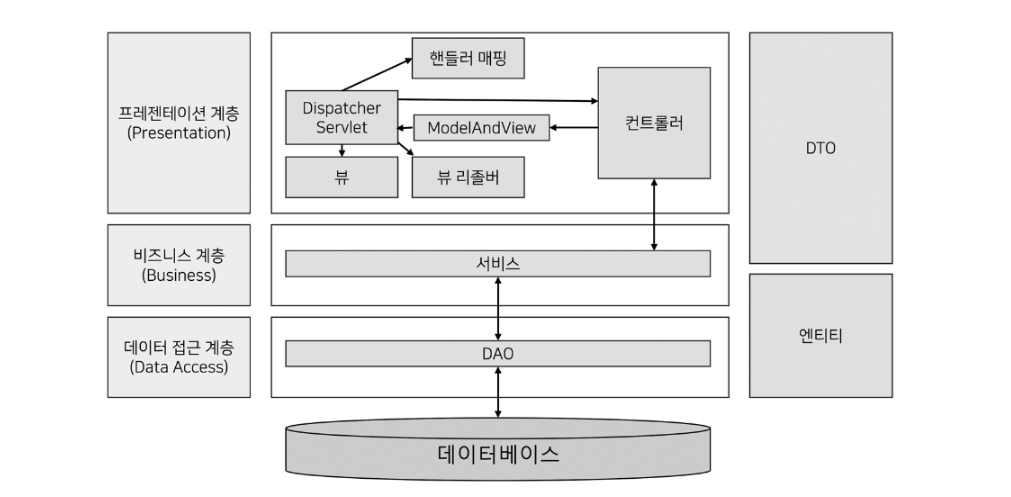 프레젠테이션 계층
(Presentation)
핸들러 매핑
Dispatcher
Servlet
ModelAndView
컨트롤러
뷰
뷰 리졸버
DTO
비즈니스 계층
(Business)
서비스
데이터 접근 계층
(Data Access)
DAO
엔티티
데이터베이스